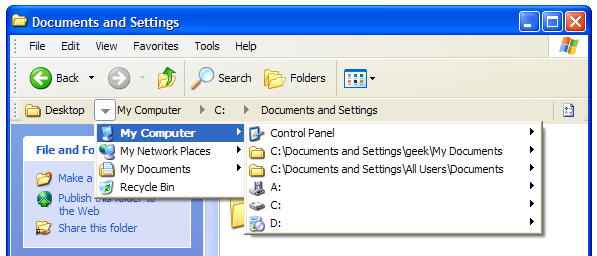 Documents and Settings
File Edit View Favorites Tools Help
Back Search Folders
Desktop My Computer C: Documents and Settings
My Computer
My Network Places
My Documents
Recycle Bin
Control Panel
C:\Documents and Settings\geek\My Documents
C:\Documents and Settings\All Users\Documents
A:
C:
D:
File and Fo
Make a
Publish this folder to
the Web
Share this folder